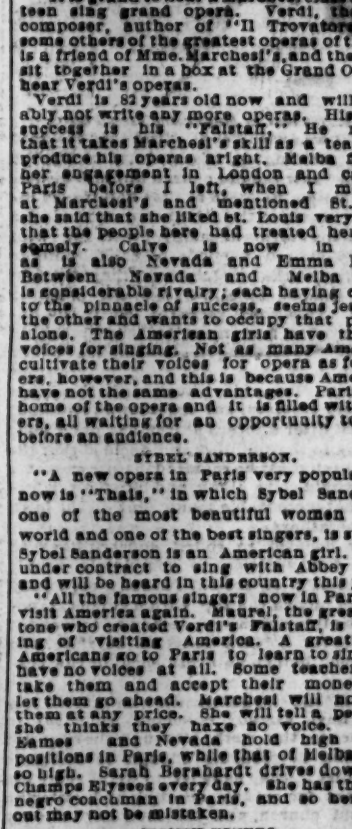 teen sing grand opera. Verdi, th
composer, author of "Il Trovatore
some others of the greatest operas of t
is a friend of Mme. Marchesi's, and the
sit together in a box at the Grand O
hear Verdi's operas.
Verdi is 82 years old now and will
ably not write any more operas. His
success is his "Falstaff," He
that it takes Marchesi's skill as a tea
produce his operas aright. Melba
her engagement in London and c
Paris before I left, when I m
at Marchesi's and mentioned St.
she said that she liked St. Louis very
that the people here had treated he
somely. Calve is now in
as is also Nevada and Emma
Between Nevada and Melba
is considerable rivalry; each having
to the pinnacle of success, seems je
the other and wants to occupy that
alone. The American girls have th
voices for singing. Not as many Am
cultivate their voices for opera as f
ers, however, and this is because Ame
have not the same advantages. Pari
home of the opera and it is filled wit
ers, all waiting for an opportunity to
before an audience.
SYBEL SANDERSON.
"A new opera in Paris very popul
now is "Thais," in which Sybel San
one of the most beautiful women
world and one of the best singers, is s
Sybel Sanderson is an American girl.
under contract to sing with Abbey
and will be heard in this country this
"All the famous singers now in Par
visit America again. Maurel, the gre
tone who created Verdi's Falstaff, is
ing of visiting America. A great
Americans go to Paris to learn to sin
have no voices at all. Some teache
take them and accept their mone
let them go ahead. Marchesi will no
them at any price. She will tell a pe
she thinks they haxe no voice.
Eames and Nevada hold high
positions in Paris, while that of Melba
so high. Sarah Bernhardt drives dow
Champs Elysees every day. She has th
negro coachman in Paris, and so he
out may not be mistaken.